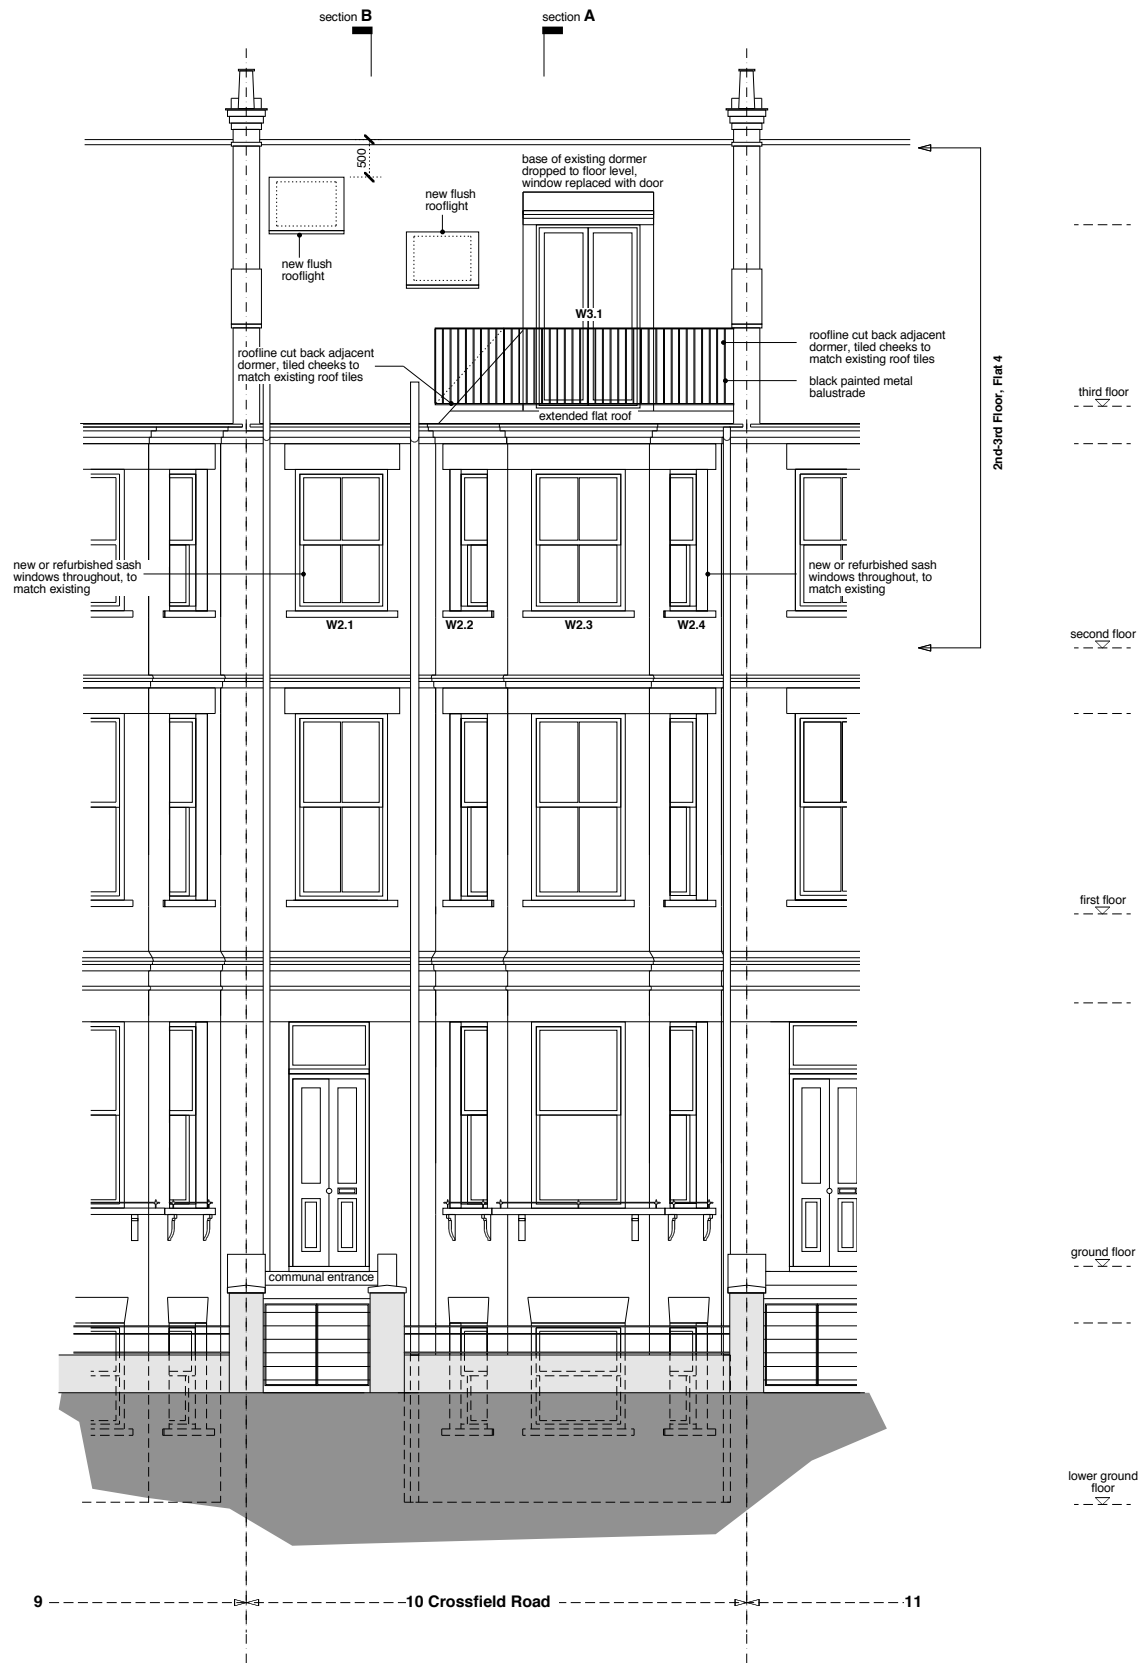 section B
section A
500
base of existing dormer
dropped to floor level,
window replaced with door
new flush
rooflight
new flush
rooflight
W3.1
roofline cut back adjacent
dormer, tiled cheeks to
match existing roof tiles
roofline cut back adjacent
dormer, tiled cheeks to
match existing roof tiles
black painted metal
balustrade
extended flat roof
2nd-3rd Floor, Flat 4
third floor
new or refurbished sash
windows throughout, to
match existing
new or refurbished sash
windows throughout, to
match existing
W2.1
W2.2
W2.3
W2.4
second floor
first floor
ground floor
communal entrance
lower ground
floor
9
10 Crossfield Road
11